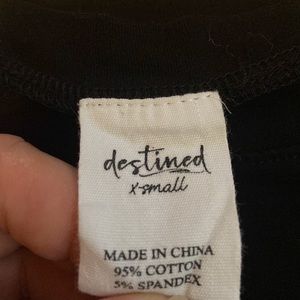 destined
x-small
MADE IN CHINA
95% COTTON
5% SPANDEX